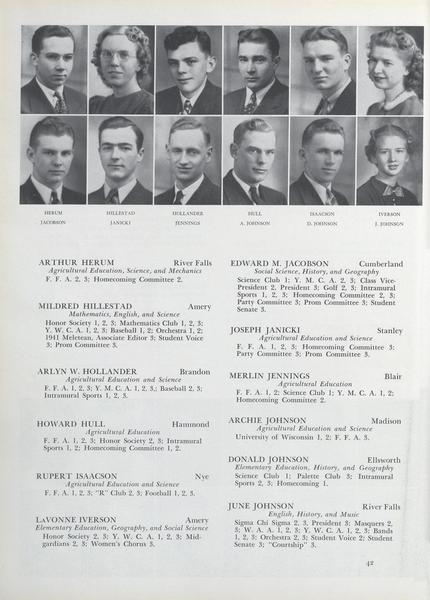 HERUM HILLESTAD HOLLANDER HULL ISAACSON IVERSON
JACOBSON JANICKI JENNINGS A. JOHNSON D. JOHNSON J. JOHNSON
ARTHUR HERUM River Falls
Agricultural Education, Science, and Mechanics
F. F. A. 2, 3; Homecoming Committee 2.
MILDRED HILLESTAD Amery
Mathematics, English, and Science
Honor Society 1, 2, 3; Mathematics Club 1, 2, 3;
Y. W. C. A. 1, 2, 3; Baseball 1, 2; Orchestra 1, 2;
1941 Meletean, Associate Editor 3; Student Voice
3; Prom Committee 3.
ARLYN W. HOLLANDER Brandon
Agricultural Education and Science
F. F. A. 1, 2, 3; Y. M. C. A. 1, 2, 3,; Baseball 2, 3;
Intramural Sports 1, 2, 3.
HOWARD HULL Hammond
Agricultural Education
F. F. A. 1, 2, 3; Honor Society 2, 3; Intramural
Sports 1, 2; Homecoming Committee 1, 2.
RUPERT ISAACSON Nye
Agricultural Education and Science
F. F. A. 1, 2, 3; "R" Club 2, 3; Football 1, 2, 3.
LAVONNE IVERSON Amery
Elementary Education, Geography, and Social Science
Honor Society 2, 3; Y. W. C. A. 1, 2, 3; Mid-
gardians 2, 3; Women's Chorus 3.
EDWARD M. JACOBSON Cumberland
Social Science, History, and Geography
Science Club 1; Y. M. C. A. 2, 3; Class Vice-
President 2, President 3; Golf 2, 3; Intramural
Sports 1, 2, 3; Homecoming Committee 2, 3;
Party Committee 3; Prom Committee 3; Student
Senate 3.
JOSEPH JANICKI Stanley
Agricultural Education and Science
F. F. A. 1, 2, 3; Homecoming Committee 3;
Party Committee 3; Prom Committee 3.
MERLIN JENNINGS Blair
Agricultural Education
F. F. A. 1, 2; Science Club 1; Y. M. C. A. 1, 2;
Homecoming Committee 2.
ARCHIE JOHNSON Madison
Agricultural Education and Science
University of Wisconsin 1, 2; F. F. A. 3.
DONALD JOHNSON Ellsworth
Elementary Education, History, and Geography
Science Club 1; Palette Club 3; Intramural
Sports 2, 3; Homecoming 1.
JUNE JOHNSON River Falls
English, History, and Music
Sigma Chi Sigma 2, 3, President 3; Masquers 2,
3; W. A. A. 1, 2, 3; Y. W. C. A. 1, 2, 3; Bands
1, 2, 3; Orchestra 2, 3; Student Voice 2; Student
Senate 3; "Courtship" 3.
42